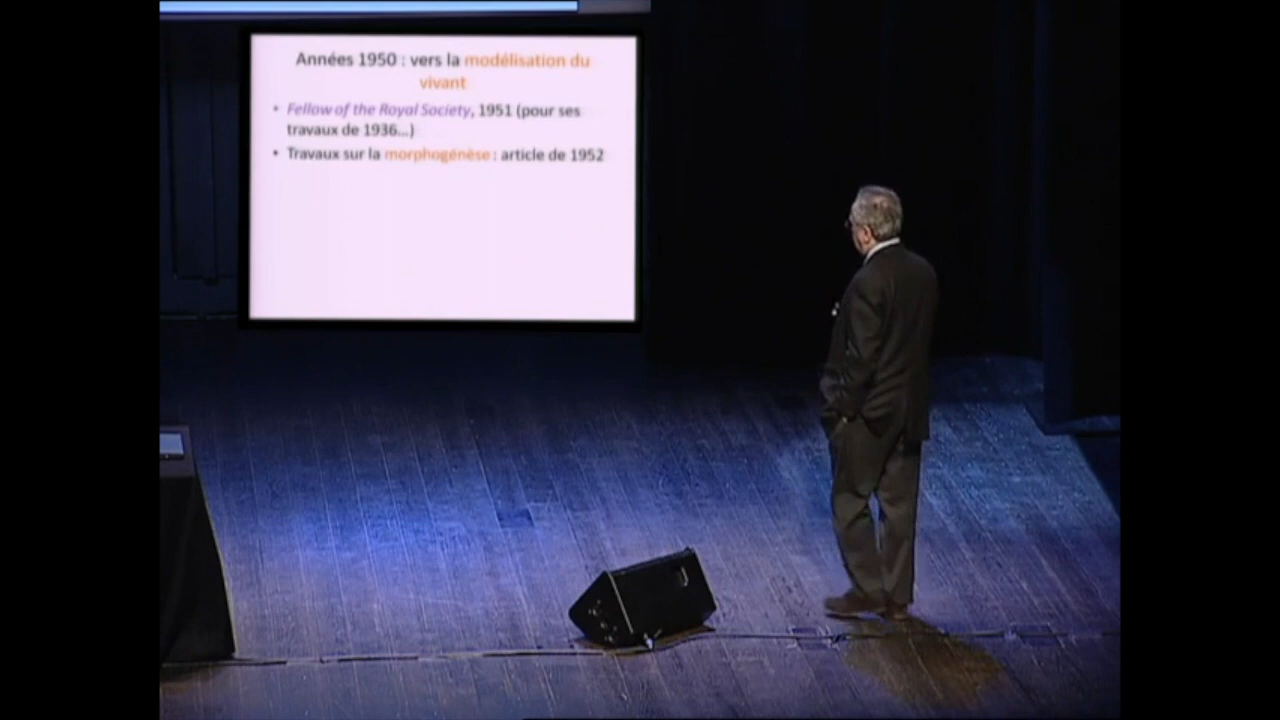 Années 1950 : vers la modélisation du
vivant
• Fellow of the Royal Society, 1951 (pour ses
travaux de 1936...)
• Travaux sur la morphogénèse : article de 1952